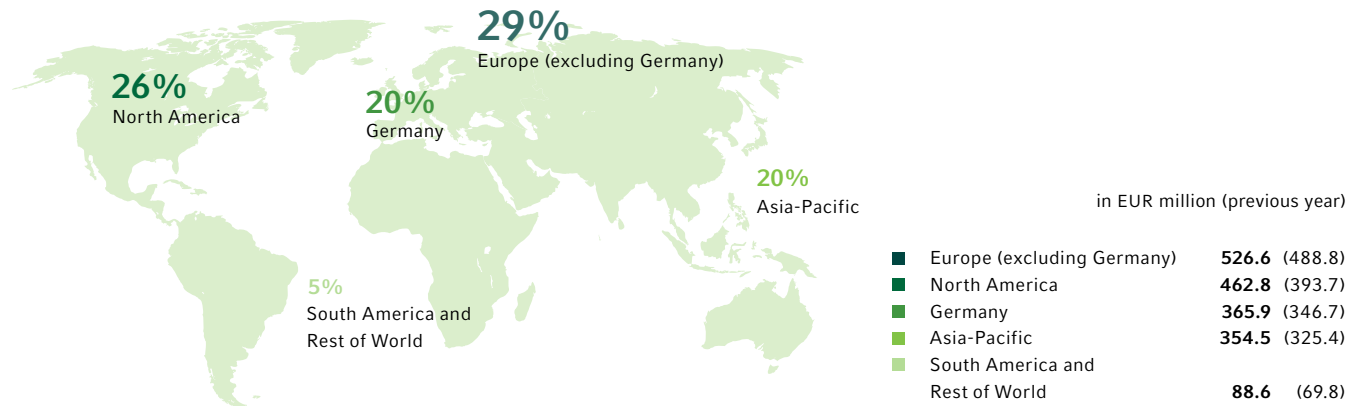 29%
Europe (excluding Germany)
26%
North America
20%
Germany
20%
Asia-Pacific
5%
South America and
Rest of World
in EUR million (previous year)
Europe (excluding Germany) 526.6 (488.8)
North America 462.8 (393.7)
Germany 365.9 (346.7)
Asia-Pacific 354.5 (325.4)
South America and
Rest of World 88.6 (69.8)